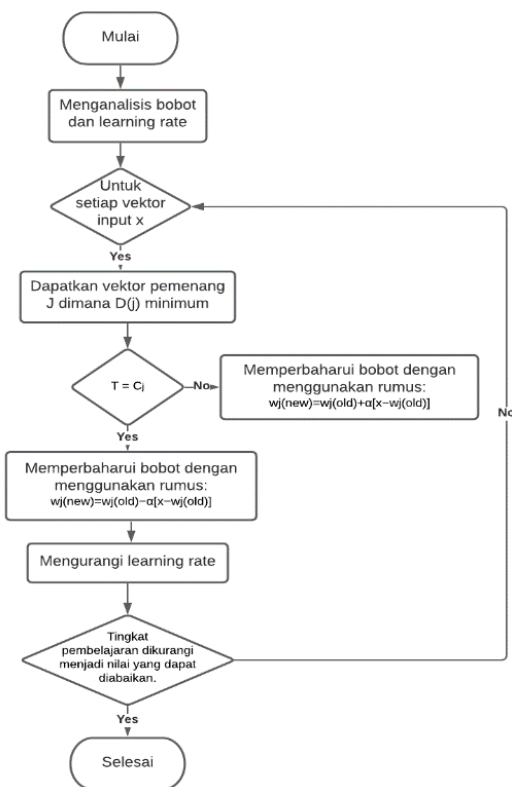 Mulai
Menganalisis bobot
dan learning rate
Untuk
setiap vektor
input x
Yes
Dapatkan vektor pemenang
J dimana D(j) minimum
T = Cj
No
Memperbaharui bobot dengan
menggunakan rumus:
wj(new)=wj(old)+α[x−wj(old)]
No
Yes
Memperbaharui bobot dengan
menggunakan rumus:
wj(new)=wj(old)−α[x−wj(old)]
Mengurangi learning rate
Tingkat
pembelajaran dikurangi
menjadi nilai yang dapat
diabaikan.
Yes
Selesai